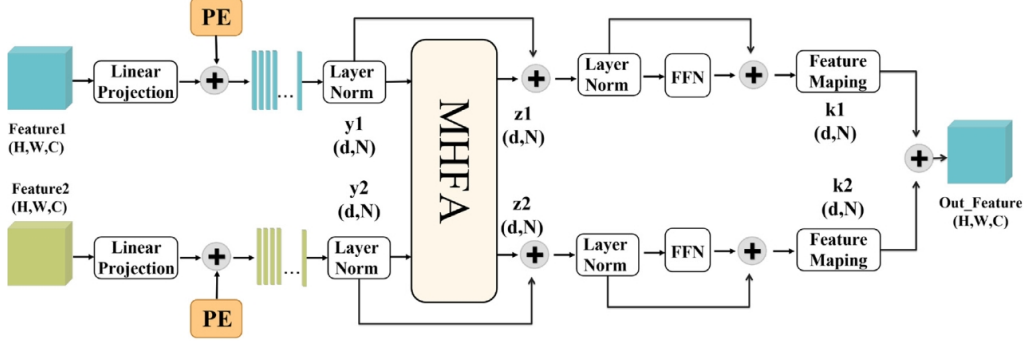 PE
Feature1
(H,W,C)
Linear
Projection
...
Layer
Norm
y1
(d,N)
MHFA
z1
(d,N)
Layer
Norm
FFN
Feature
Maping
k1
(d,N)
Feature2
(H,W,C)
Linear
Projection
PE
...
y2
(d,N)
Layer
Norm
z2
(d,N)
Layer
Norm
FFN
k2
(d,N)
Feature
Maping
Out_Feature
(H,W,C)